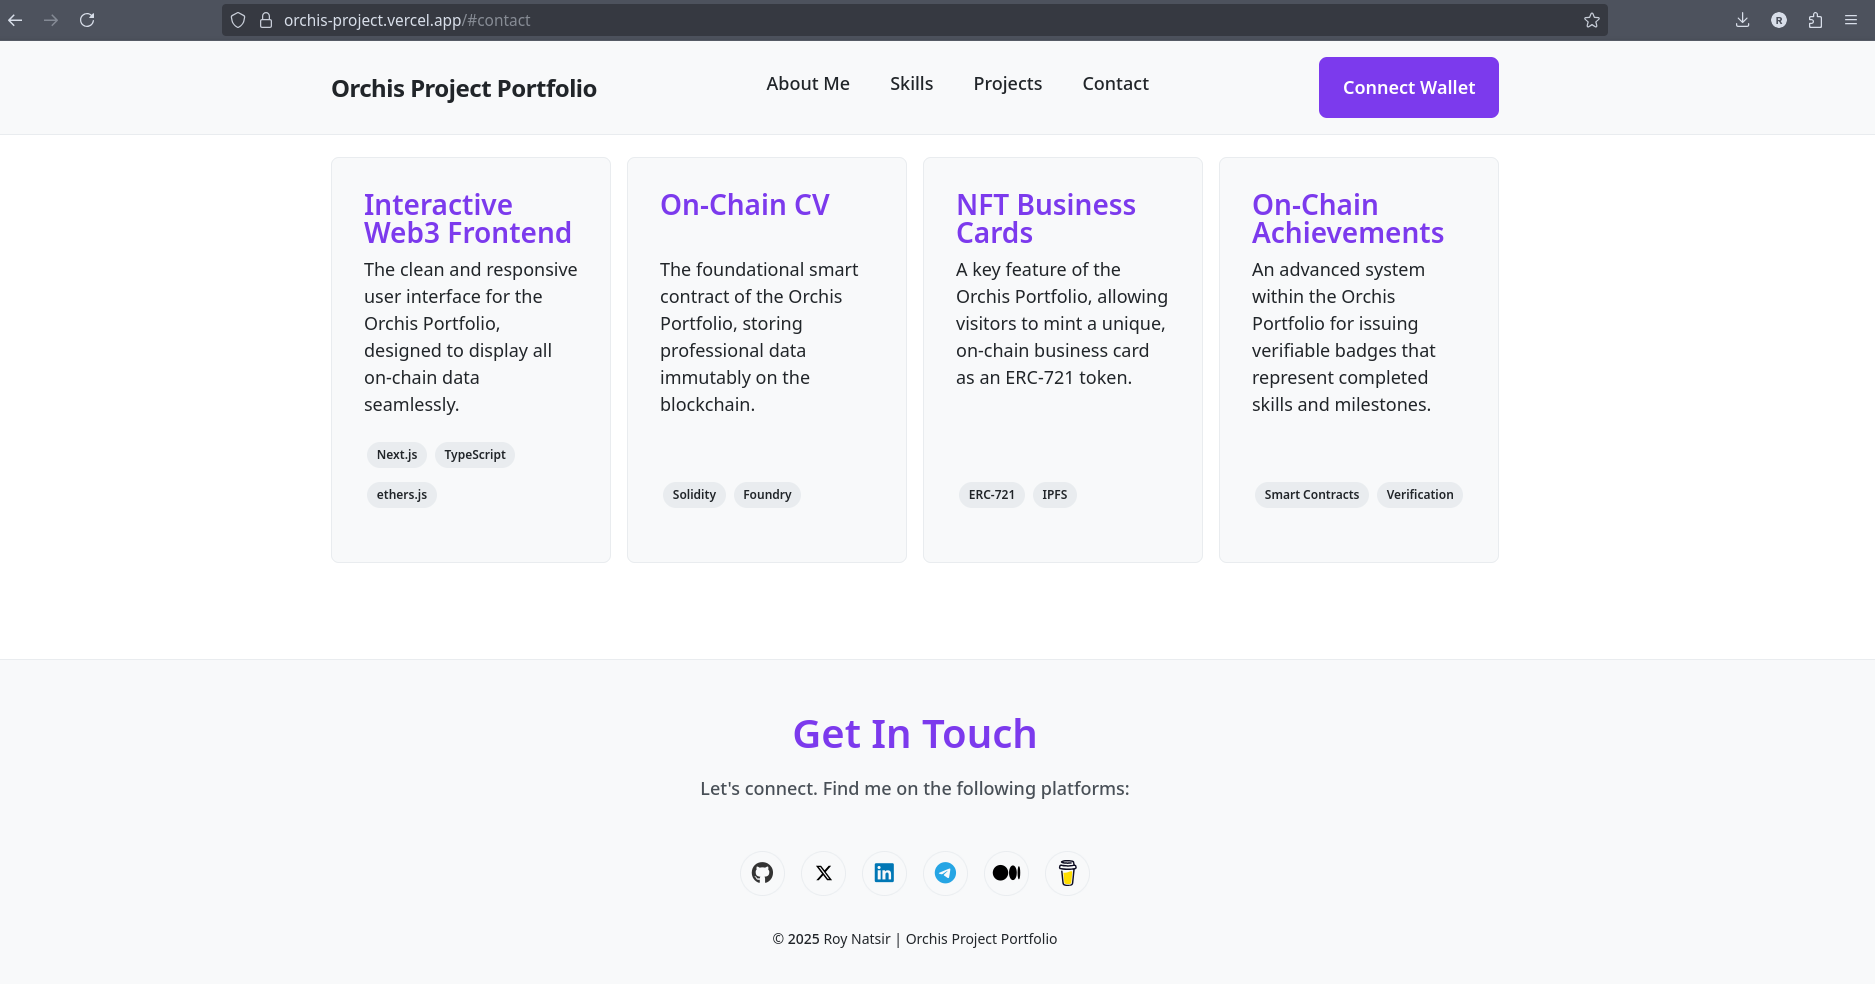 orchis-project.vercel.app/#contact
R
Orchis Project Portfolio
About Me
Skills
Projects
Contact
Connect Wallet
Interactive
Web3 Frontend
The clean and responsive
user interface for the
Orchis Portfolio,
designed to display all
on-chain data
seamlessly.
Next.js
TypeScript
ethers.js
On-Chain CV
The foundational smart
contract of the Orchis
Portfolio, storing
professional data
immutably on the
blockchain.
Solidity
Foundry
NFT Business
Cards
A key feature of the
Orchis Portfolio, allowing
visitors to mint a unique,
on-chain business card
as an ERC-721 token.
ERC-721
IPFS
On-Chain
Achievements
An advanced system
within the Orchis
Portfolio for issuing
verifiable badges that
represent completed
skills and milestones.
Smart Contracts
Verification
Get In Touch
Let's connect. Find me on the following platforms:
X
in
© 2025 Roy Natsir | Orchis Project Portfolio